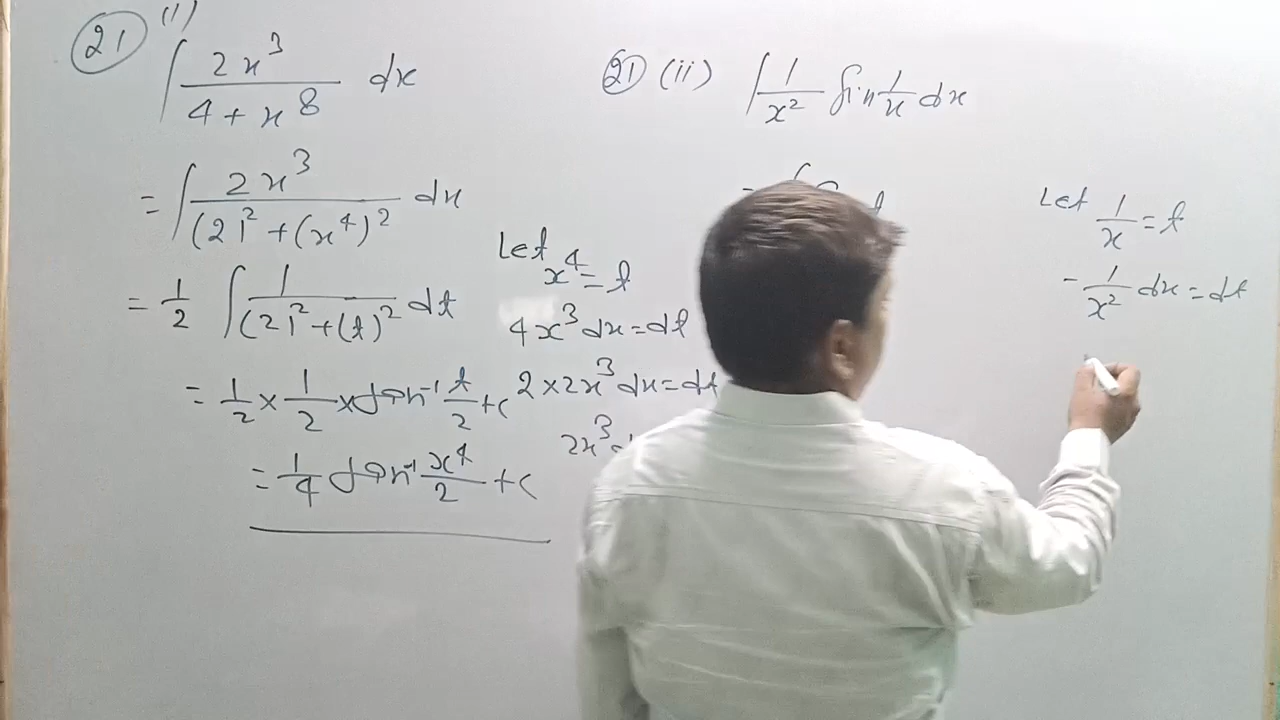 21 (i)
∫ 2x³/(4 + x⁸) dx
= ∫ 2x³/((2)² + (x⁴)²) dx
Let x⁴ = t
= 1/2 ∫ 1/((2)² + (t)²) dt
4x³ dx = dt
= 1/2 × 1/2 × tan⁻¹ t/2 + c
2 × 2x³ dx = dt
2x³
= 1/4 tan⁻¹ x⁴/2 + c
21 (ii) ∫ 1/x² sin 1/x dx
= ∫
t
Let 1/x = t
- 1/x² dx = dt